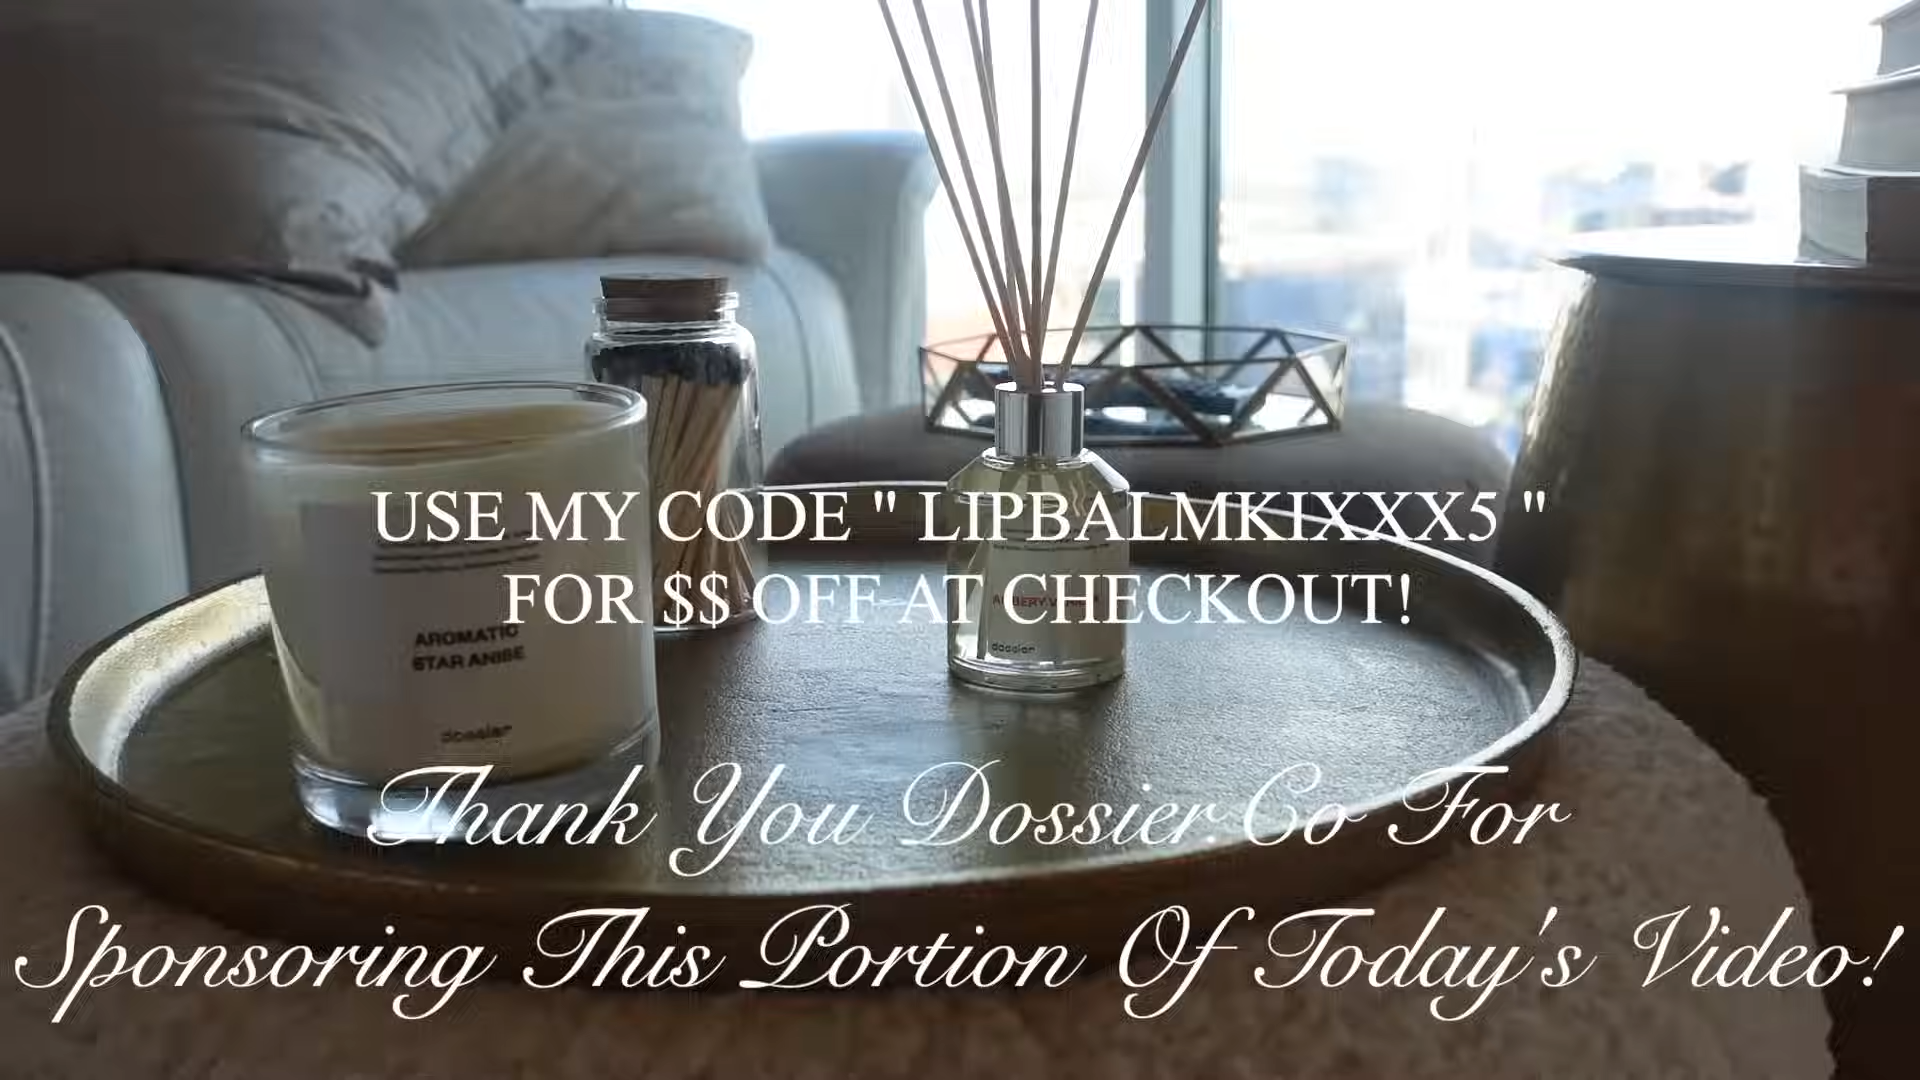 USE MY CODE " LIPBALMKIXXX5 "
FOR $$ OFF AT CHECKOUT!
AROMATIC
STAR ANISE
dossier
dossier
Thank You Dossier.Co For
Sponsoring This Portion Of Today's Video!